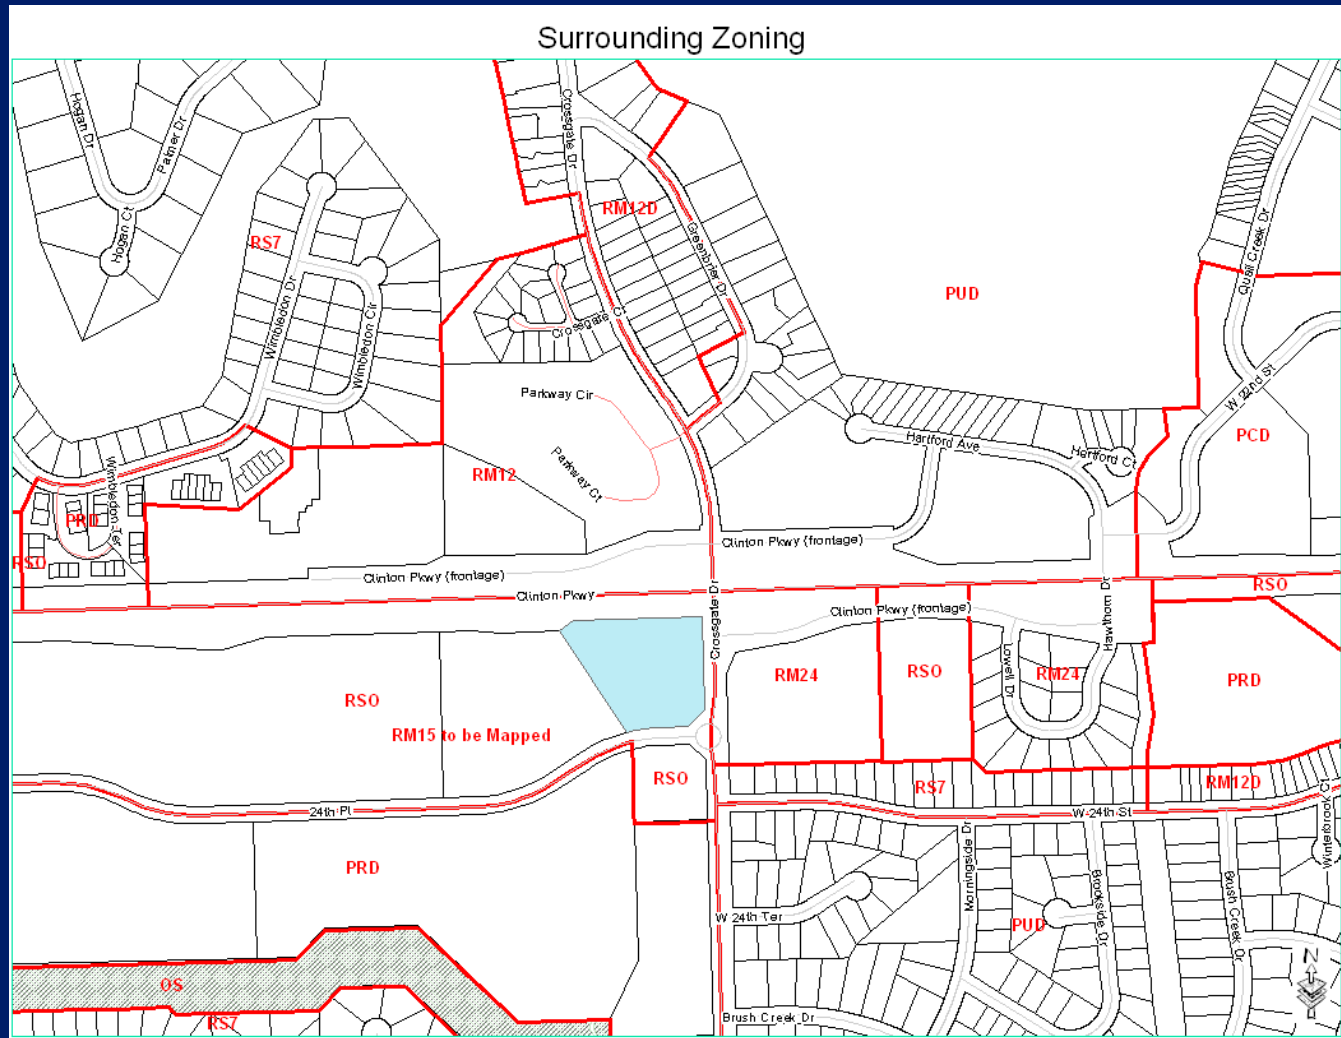 Surrounding Zoning
Hogan Dr
Palmer Dr
Hogan Ct
RS7
Wimbledon Dr
Wimbledon Cir
Crossgate Dr
RM12D
Greenbrier Dr
Crossgate Ct
PUD
Quail Creek Dr
W 22nd St
PCD
Parkway Cir
Parkway Ct
RM12
Hartford Ave
Hartford Ct
Wimbledon Ter
PRD
RSO
Clinton Pkwy (frontage)
Clinton Pkwy (frontage)
Clinton Pkwy
Crossgate Dr
Clinton Pkwy (frontage)
Hawthorn Dr
RSO
RM24
RSO
Lowell Dr
RM24
PRD
RSO
RM15 to be Mapped
RSO
RS7
RM12D
24th Pl
W 24th St
Winterbrook Ct
PRD
Morningside Dr
Brookside Dr
Brush Creek Dr
W 24th Ter
PUD
OS
RS7
Brush Creek Dr
N